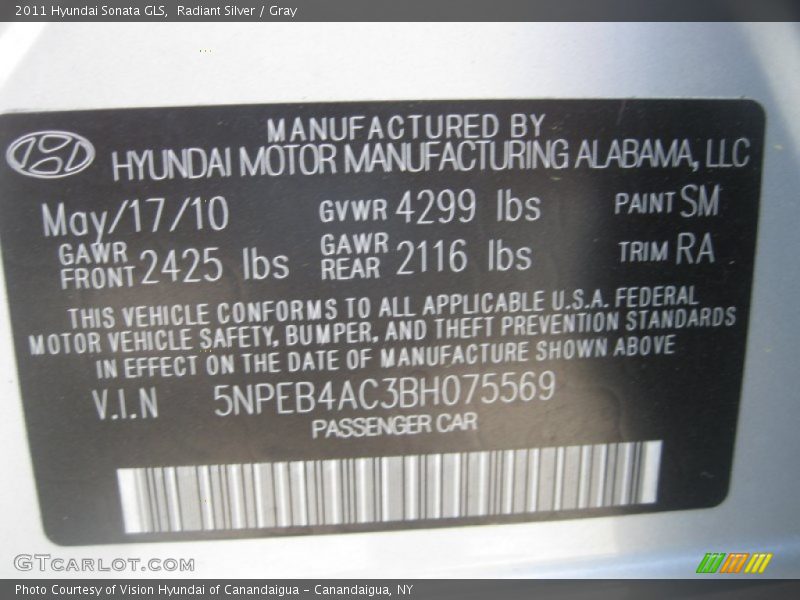 2011 Hyundai Sonata GLS,  Radiant Silver / Gray
MANUFACTURED BY
HYUNDAI MOTOR MANUFACTURING ALABAMA, LLC
May/17/10 GVWR 4299 lbs PAINT SM
GAWR FRONT 2425 lbs GAWR REAR 2116 lbs TRIM RA
THIS VEHICLE CONFORMS TO ALL APPLICABLE U.S.A. FEDERAL
MOTOR VEHICLE SAFETY, BUMPER, AND THEFT PREVENTION STANDARDS
IN EFFECT ON THE DATE OF MANUFACTURE SHOWN ABOVE
V.I.N 5NPEB4AC3BH075569
PASSENGER CAR
GTCARLOT.COM
Photo Courtesy of Vision Hyundai of Canandaigua - Canandaigua, NY